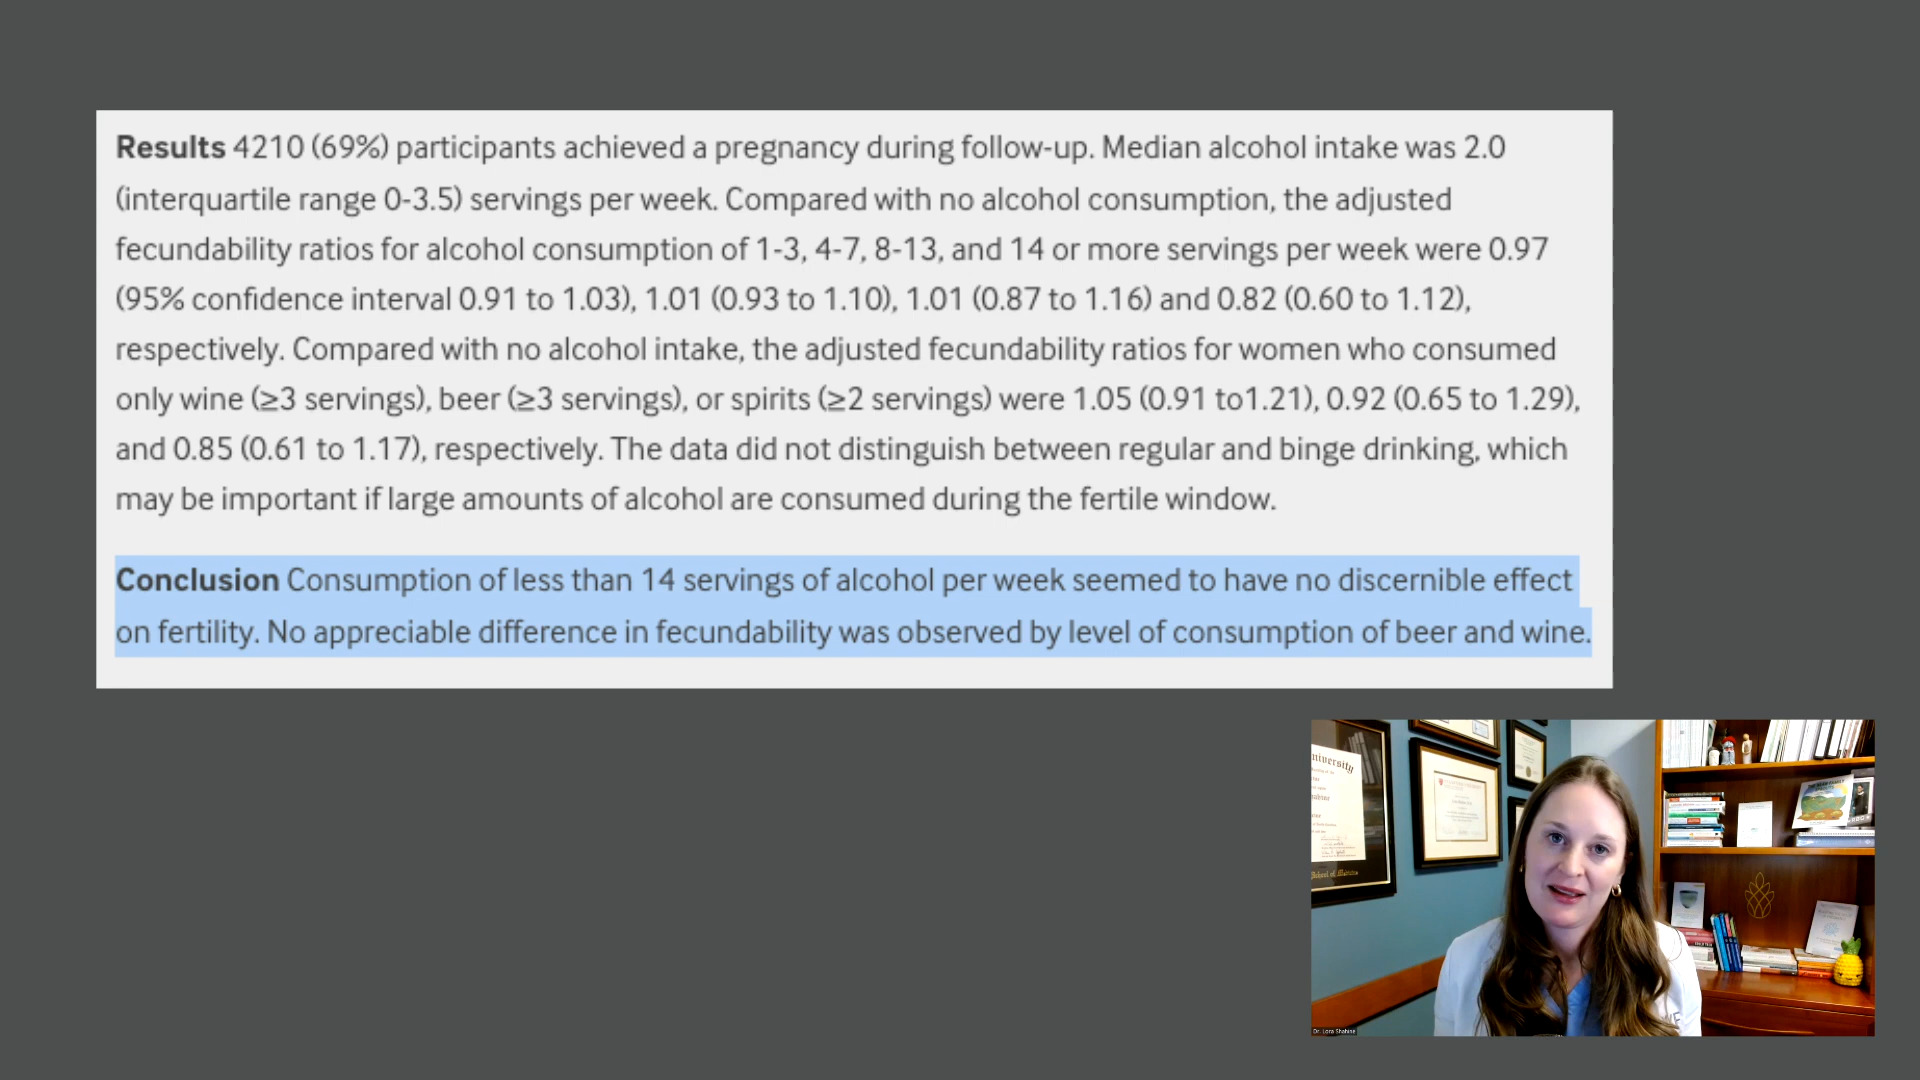 Results 4210 (69%) participants achieved a pregnancy during follow-up. Median alcohol intake was 2.0
(interquartile range 0-3.5) servings per week. Compared with no alcohol consumption, the adjusted
fecundability ratios for alcohol consumption of 1-3, 4-7, 8-13, and 14 or more servings per week were 0.97
(95% confidence interval 0.91 to 1.03), 1.01 (0.93 to 1.10), 1.01 (0.87 to 1.16) and 0.82 (0.60 to 1.12),
respectively. Compared with no alcohol intake, the adjusted fecundability ratios for women who consumed
only wine (≥3 servings), beer (≥3 servings), or spirits (≥2 servings) were 1.05 (0.91 to1.21), 0.92 (0.65 to 1.29),
and 0.85 (0.61 to 1.17), respectively. The data did not distinguish between regular and binge drinking, which
may be important if large amounts of alcohol are consumed during the fertile window.
Conclusion Consumption of less than 14 servings of alcohol per week seemed to have no discernible effect
on fertility. No appreciable difference in fecundability was observed by level of consumption of beer and wine.
Dr. Lora Shahine